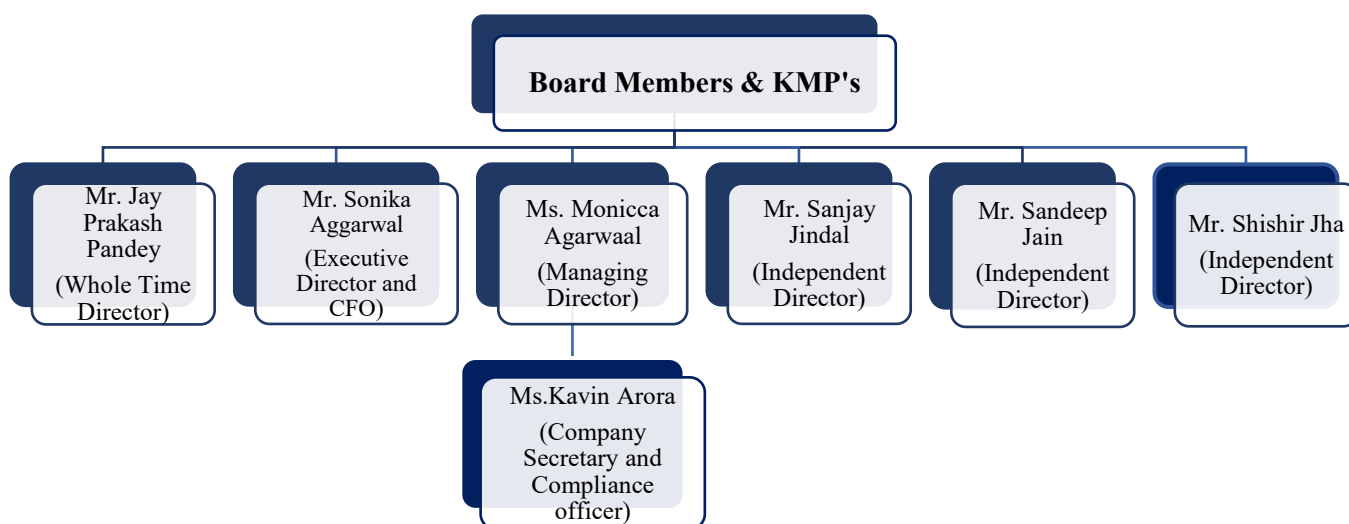 Board Members & KMP's
Mr. Jay
Prakash
Pandey
(Whole Time
Director)
Mr. Sonika
Aggarwal
(Executive
Director and
CFO)
Ms. Monicca
Agarwaal
(Managing
Director)
Mr. Sanjay
Jindal
(Independent
Director)
Mr. Sandeep
Jain
(Independent
Director)
Mr. Shishir Jha
(Independent
Director)
Ms.Kavin Arora
(Company
Secretary and
Compliance
officer)